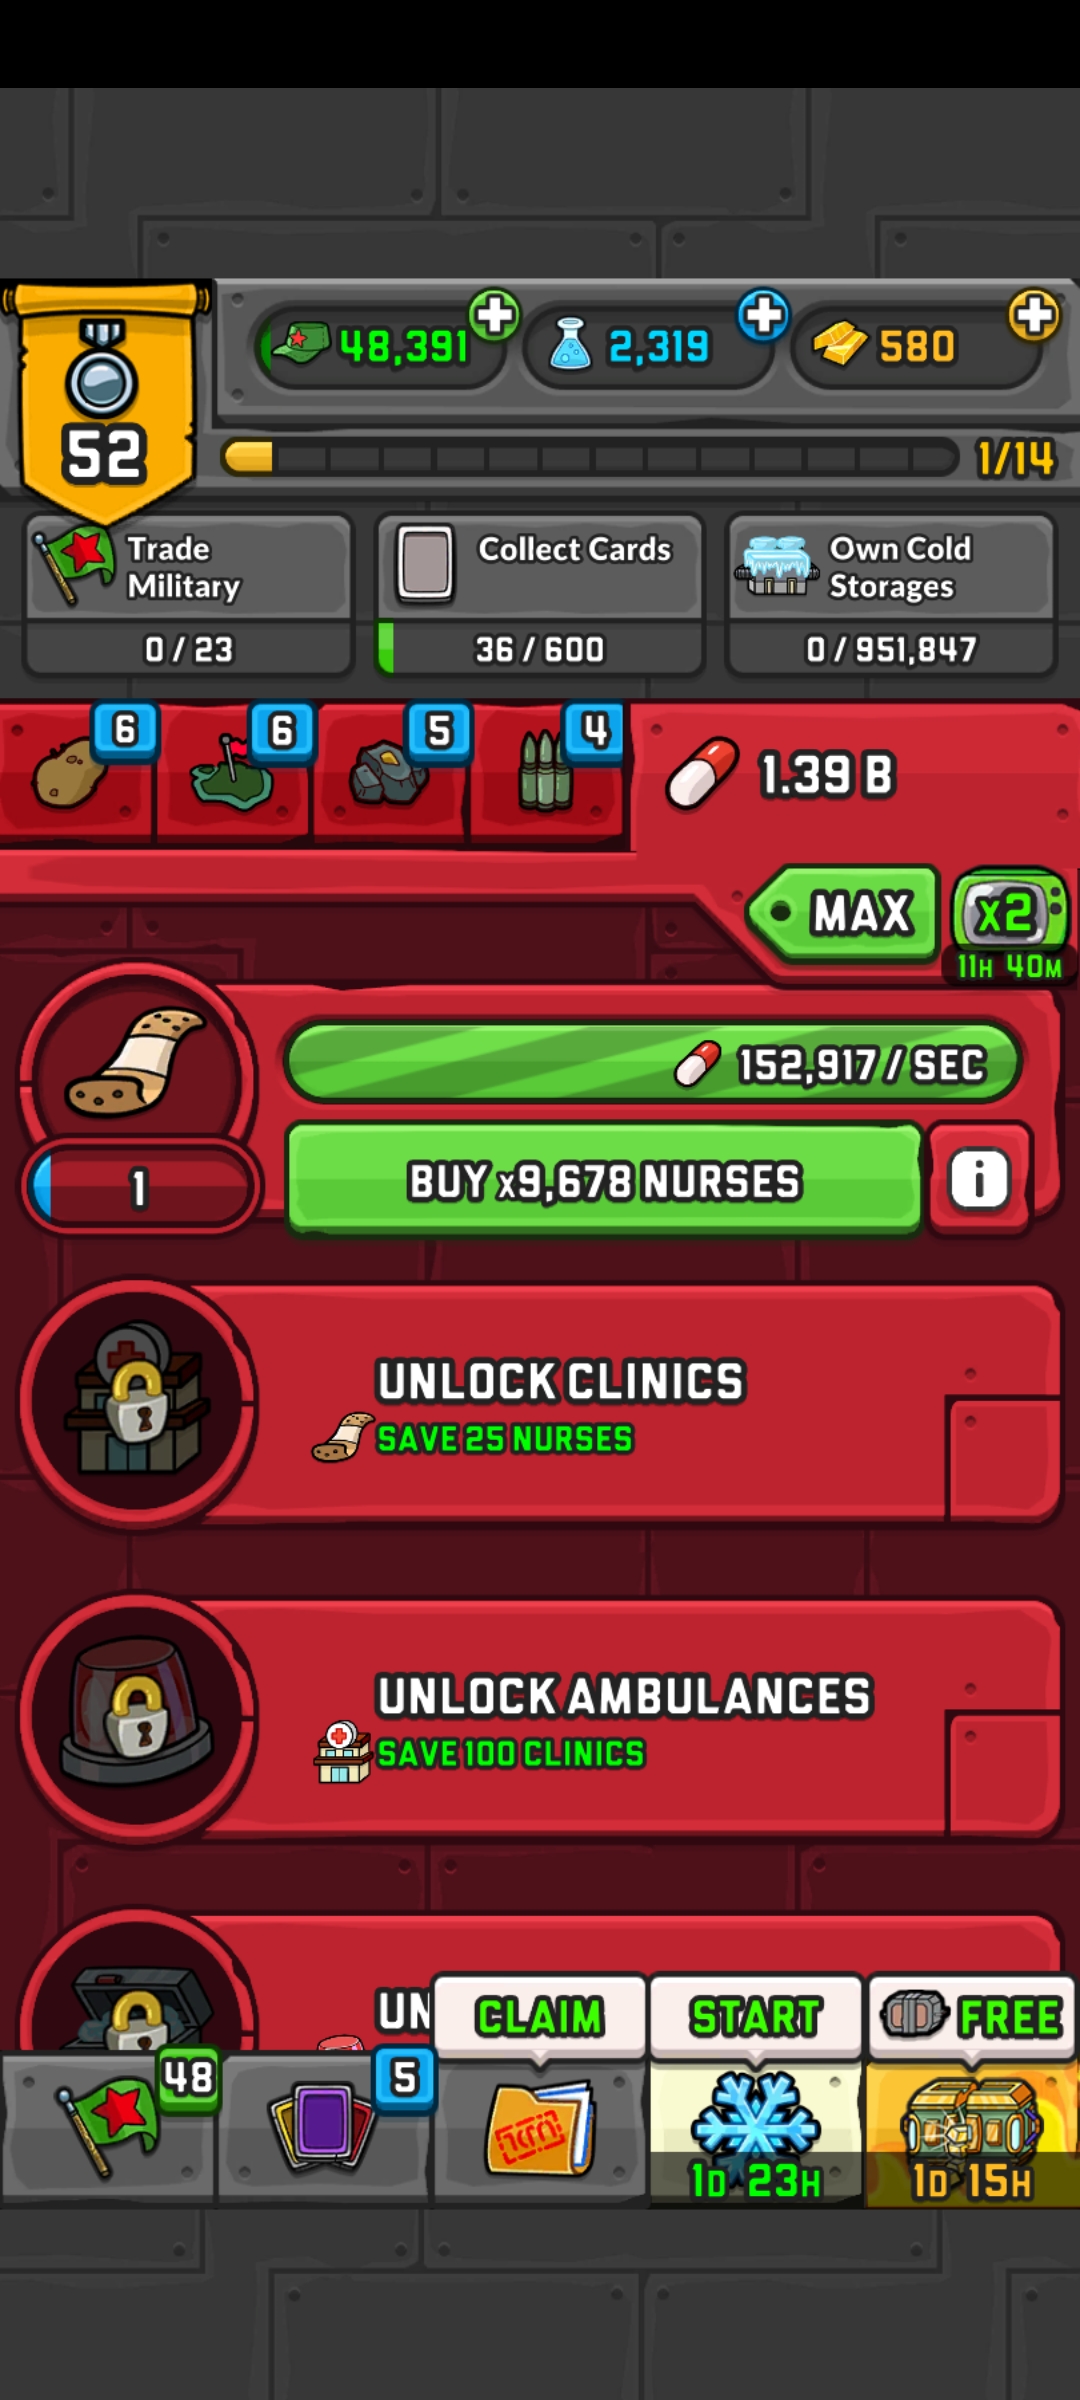 48,391
2,319
580
52
1/14
Trade
Military
0 / 23
Collect Cards
36 / 600
Own Cold
Storages
0 / 951,847
6
6
5
4
1.39 B
MAX
x2
11H 40M
152,917 / SEC
1
BUY x9,678 NURSES
i
UNLOCK CLINICS
SAVE 25 NURSES
UNLOCK AMBULANCES
SAVE 100 CLINICS
UN
CLAIM
START
FREE
48
5
1D 23H
1D 15H